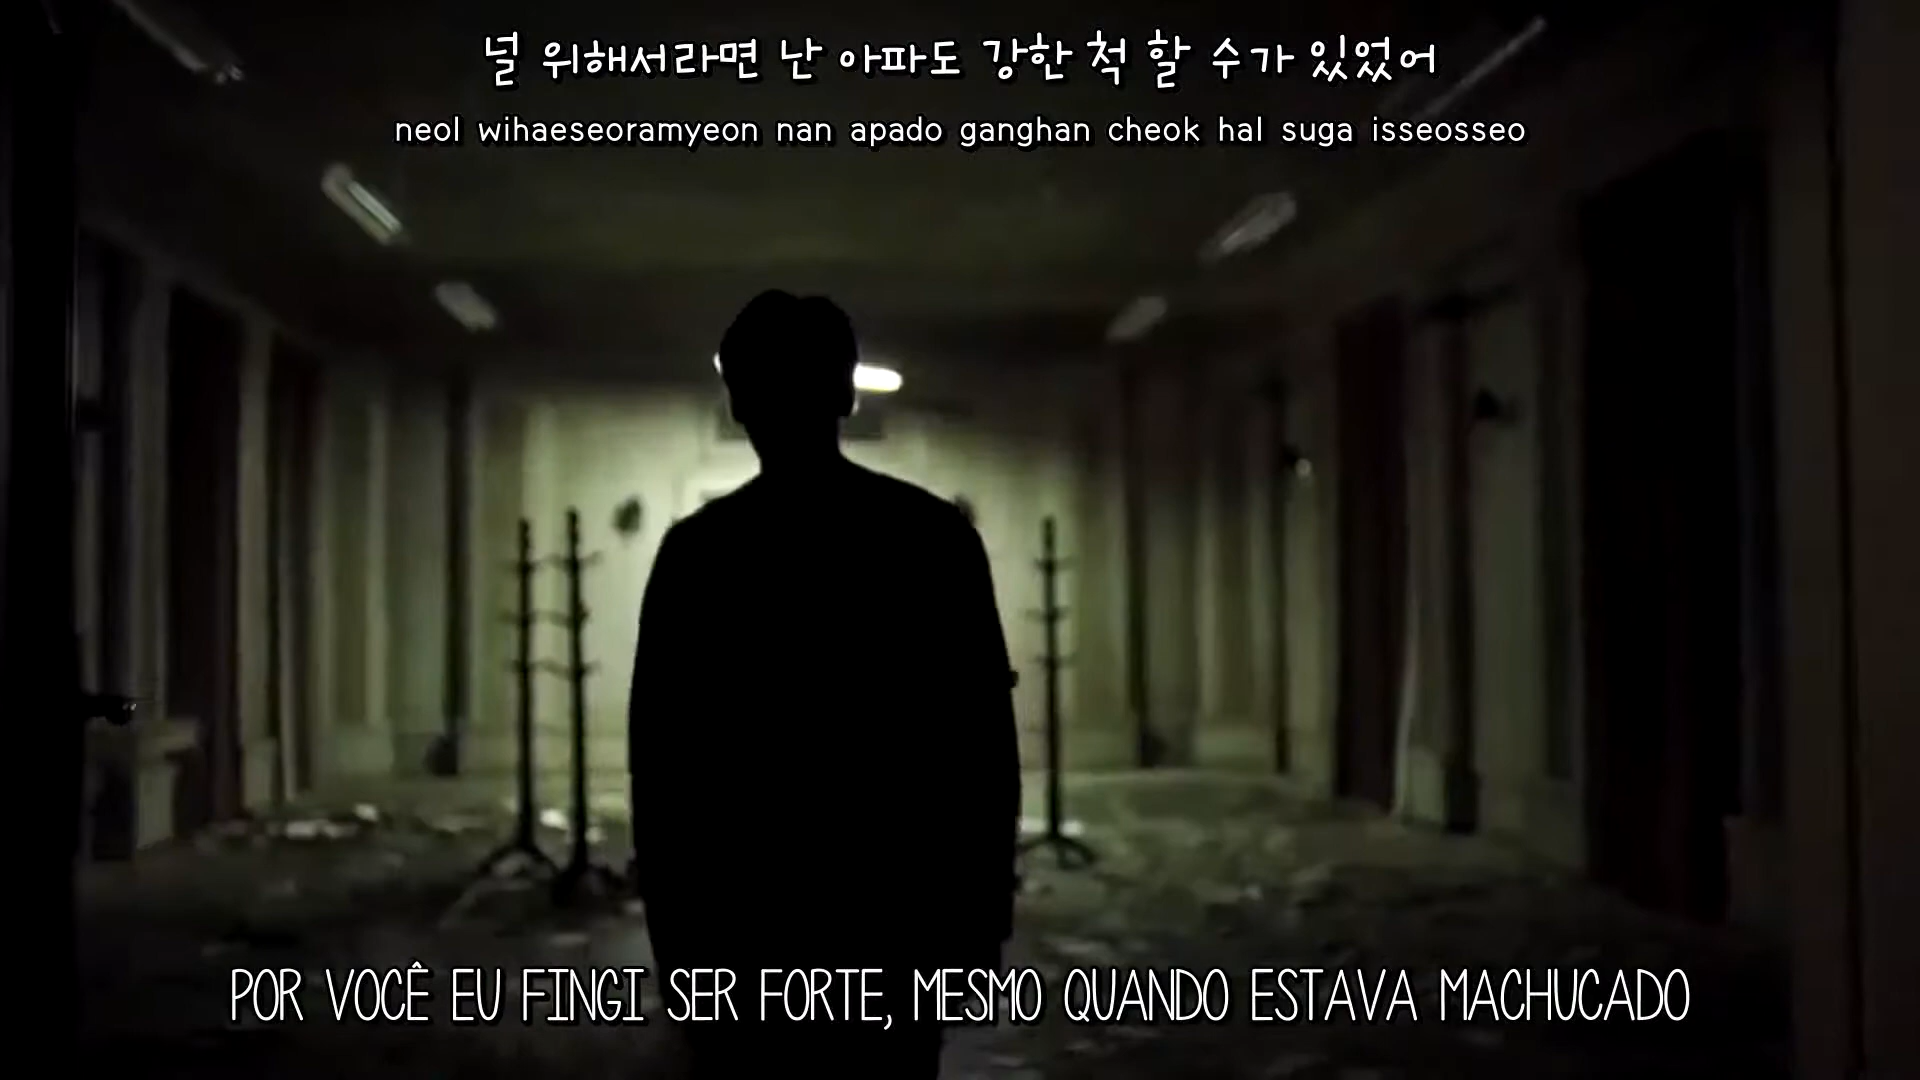 널 위해서라면 난 아파도 강한 척 할 수가 있었어
neol wihaeseoramyeon nan apado ganghan cheok hal suga isseosseo
POR VOCÊ EU FINGI SER FORTE, MESMO QUANDO ESTAVA MACHUCADO